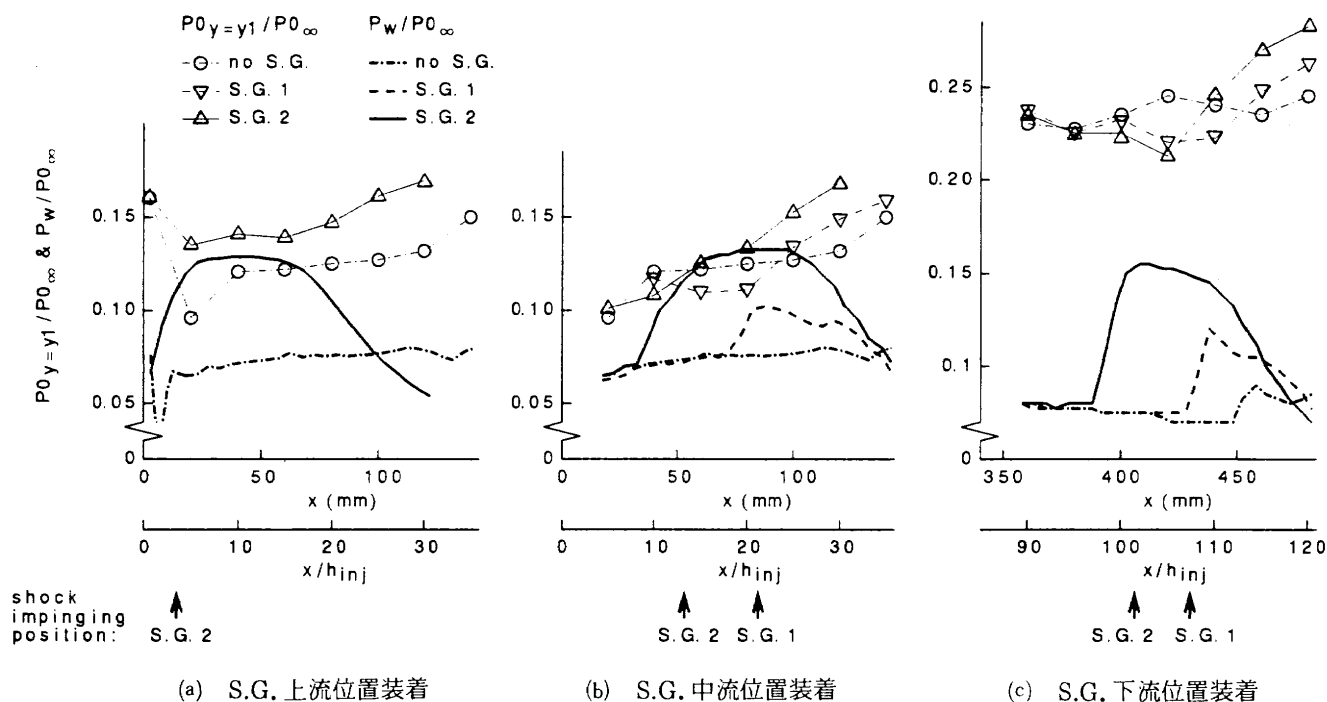 P0y=y1/P0∞ Pw/P0∞
no S.G. no S.G.
S.G. 1 S.G. 1
S.G. 2 S.G. 2
P0y=y1/P0∞ & Pw/P0∞
0.15
0.10
0.05
0
0 50 100
x (mm)
0 10 20 30
x/hinj
0.15
0.10
0.05
0
0 50 100
x (mm)
0 10 20 30
x/hinj
0.25
0.20
0.15
0.1
0
350 400 450
x (mm)
90 100 110 120
x/hinj
shock
impinging
position: S.G. 2 S.G. 2 S.G. 1 S.G. 2 S.G. 1
(a) S.G. 上流位置装着 (b) S.G. 中流位置装着 (c) S.G. 下流位置装着